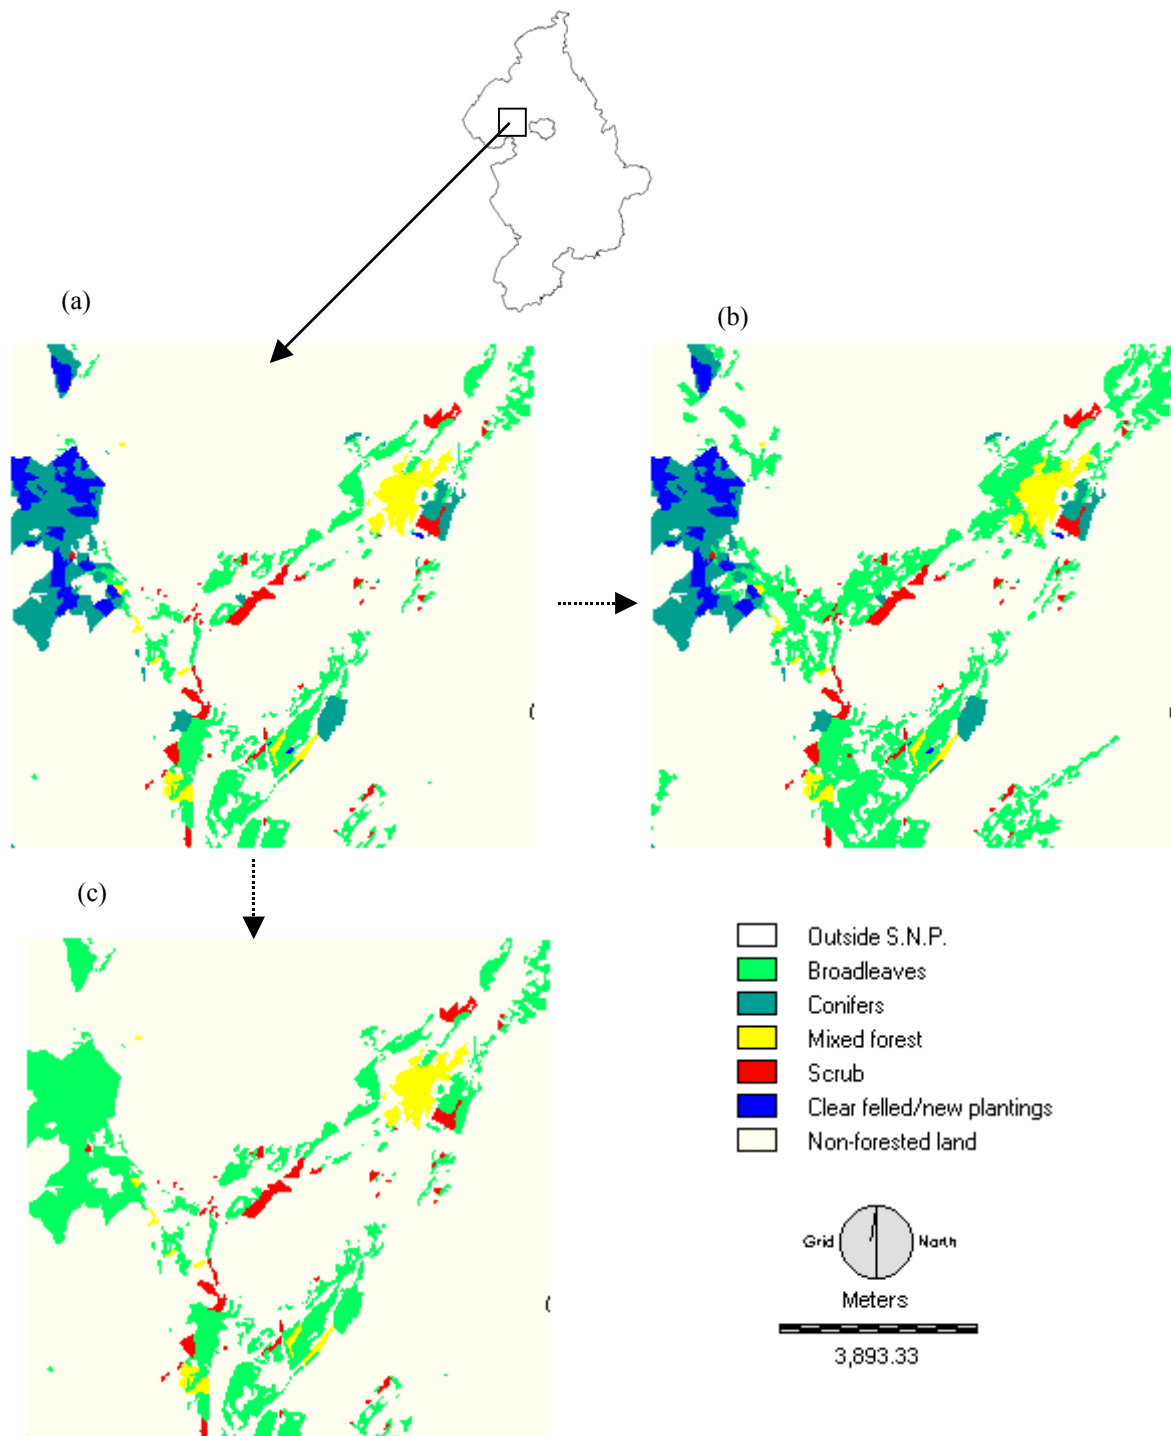 (a)
(b)
(c)
Outside S.N.P.
Broadleaves
Conifers
Mixed forest
Scrub
Clear felled/new plantings
Non-forested land
Grid North
Meters
3,893.33